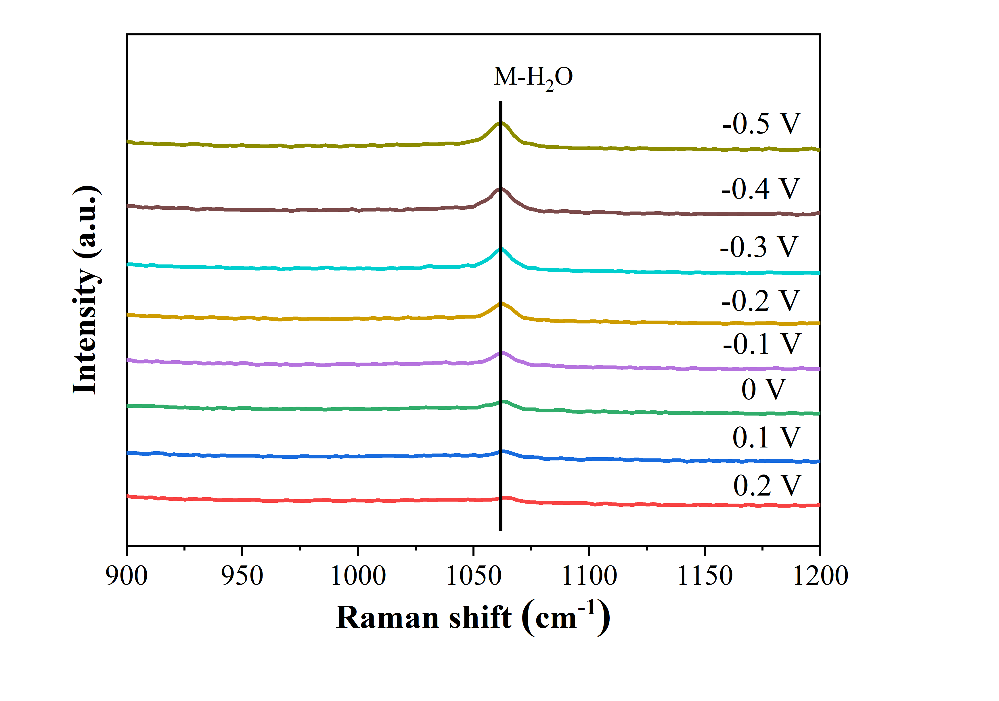 M-H₂O
-0.5 V
-0.4 V
-0.3 V
-0.2 V
-0.1 V
0 V
0.1 V
0.2 V
Intensity (a.u.)
900 950 1000 1050 1100 1150 1200
Raman shift (cm⁻¹)